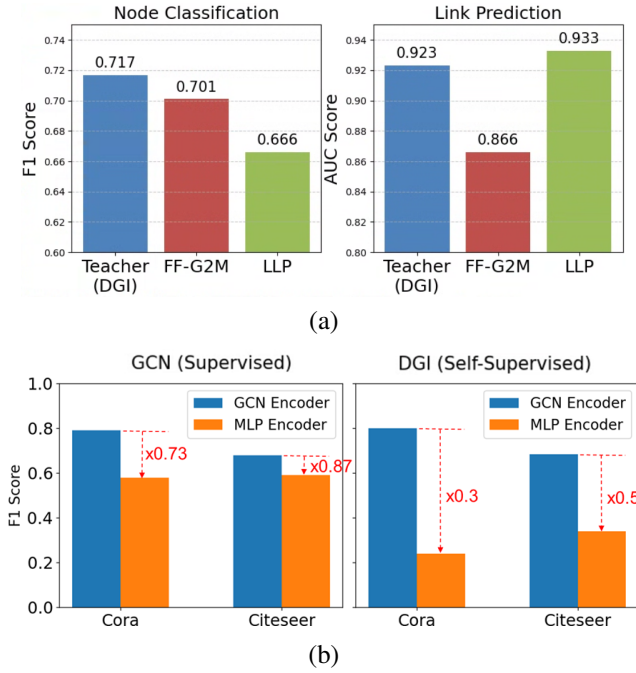 Node Classification
0.74
0.72
0.70
0.68
0.66
0.64
0.62
0.60
F1 Score
0.717
0.701
0.666
Teacher
(DGI)
FF-G2M
LLP
Link Prediction
0.94
0.92
0.90
0.88
0.86
0.84
0.82
0.80
AUC Score
0.923
0.866
0.933
Teacher
(DGI)
FF-G2M
LLP
(a)
GCN (Supervised)
1.0
0.8
0.6
0.4
0.2
0.0
F1 Score
GCN Encoder
MLP Encoder
x0.73
x0.87
Cora
Citeseer
DGI (Self-Supervised)
GCN Encoder
MLP Encoder
x0.3
x0.5
Cora
Citeseer
(b)